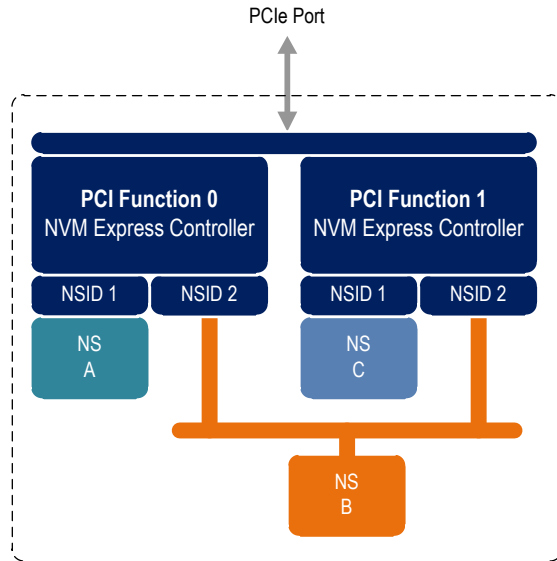 PCIe Port
PCI Function 0
NVM Express Controller
PCI Function 1
NVM Express Controller
NSID 1
NSID 2
NSID 1
NSID 2
NS
A
NS
C
NS
B